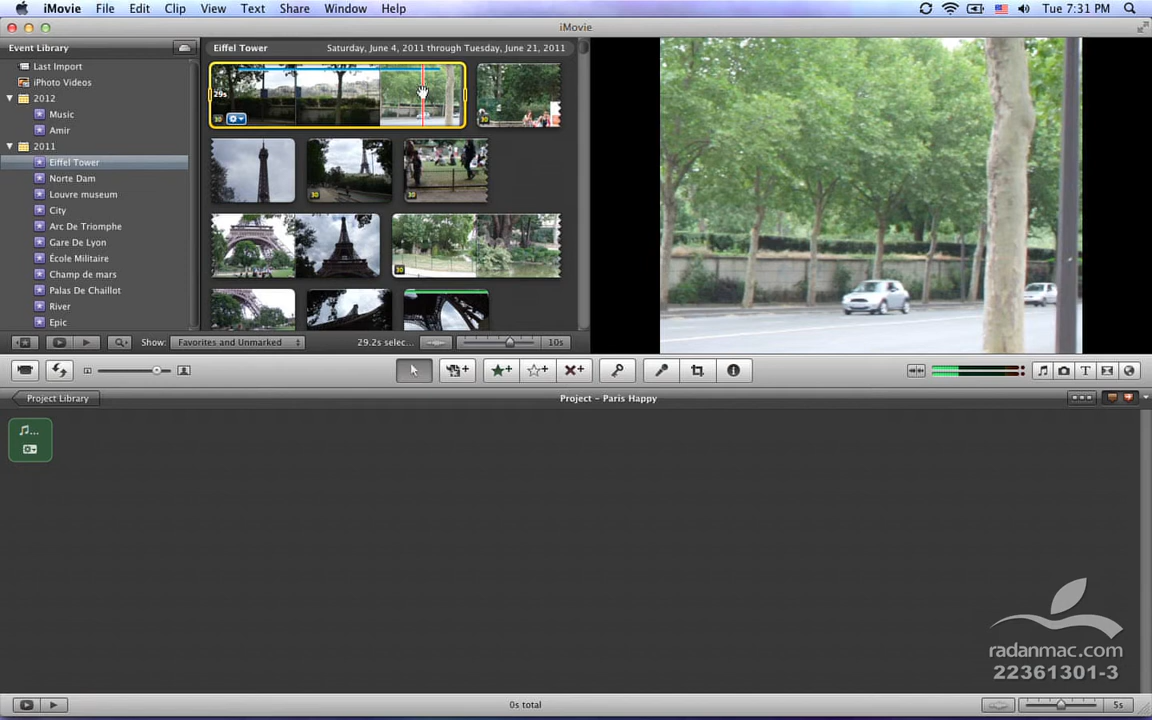 iMovie File Edit Clip View Text Share Window Help Tue 7:31 PM
iMovie
Event Library
Eiffel Tower Saturday, June 4, 2011 through Tuesday, June 21, 2011
Last Import
iPhoto Videos
2012
Music
Amir
2011
Eiffel Tower
Norte Dam
Louvre museum
City
Arc De Triomphe
Gare De Lyon
École Militaire
Champ de mars
Palas De Chaillot
River
Epic
29s
30
30
30
30
Show: Favorites and Unmarked 29.2s selec... 10s
Project Library Project - Paris Happy
0s total 5s
radanmac.com
22361301-3